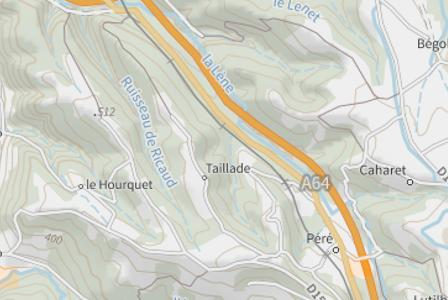 le Lenet
la Lène
Bégo
Ruisseau de Ricaud
512
Taillade
Caharet
A64
le Hourquet
400
Péré